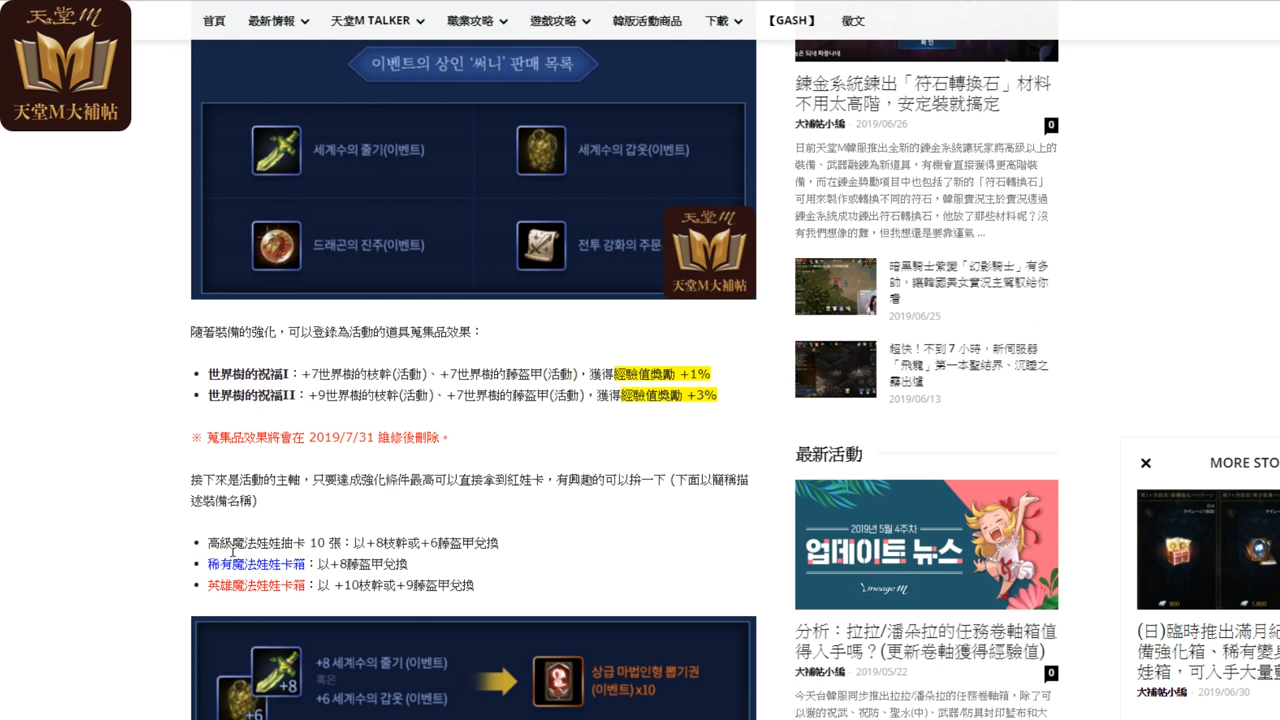 天堂M
天堂M大補帖
首頁
最新情報
天堂M TALKER
職業攻略
遊戲攻略
韓版活動商品
下載
【GASH】
徵文
이벤트의 상인 '써니' 판매 목록
세계수의 줄기(이벤트)
세계수의 갑옷(이벤트)
드래곤의 진주(이벤트)
전투 강화의 주문
天堂M
天堂M大補帖
隨著裝備的強化，可以登錄為活動的道具蒐集品效果：
• 世界樹的祝福I：+7世界樹的枝幹(活動)、+7世界樹的藤盔甲(活動)，獲得經驗值獎勵 +1%
• 世界樹的祝福II：+9世界樹的枝幹(活動)、+7世界樹的藤盔甲(活動)，獲得經驗值獎勵 +3%
※ 蒐集品效果將會在 2019/7/31 維修後刪除。
接下來是活動的主軸，只要達成強化條件最高可以直接拿到紅娃卡，有興趣的可以拚一下 (下面以簡稱描
述裝備名稱)
• 高級魔法娃娃抽卡 10 張：以+8枝幹或+6藤盔甲兌換
• 稀有魔法娃娃卡箱：以+8藤盔甲兌換
• 英雄魔法娃娃卡箱：以 +10枝幹或+9藤盔甲兌換
+8
+6
+8 세계수의 줄기 (이벤트)
혹은
+6 세계수의 갑옷 (이벤트)
상급 마법인형 뽑기권
(이벤트) x10
확 인
鍊金系統鍊出「符石轉換石」材料
不用太高階，安定裝就搞定
大補帖小編 - 2019/06/26
0
日前天堂M韓服推出全新的鍊金系統讓玩家將高級以上的
裝備、武器融鍊為新道具，有機會直接獲得更高階裝
備，而在鍊金獎勵項目中也包括了新的「符石轉換石」
可用來製作或轉換不同的符石，韓服實況主於實況透過
鍊金系統成功鍊出符石轉換石，他放了那些材料呢？沒
有我們想像的難，但我想還是要靠運氣 ...
暗黑騎士紫變「幻影騎士」有多
帥，讓韓國美女實況主駕馭給你
看
2019/06/25
超快！不到 7 小時，新伺服器
「飛龍」第一本聖結界、沉睡之
霧出爐
2019/06/13
最新活動
2019년 5월 4주차
업데이트 뉴스
Lineage M
分析：拉拉/潘朵拉的任務卷軸箱值
得入手嗎？(更新卷軸獲得經驗值)
大補帖小編 - 2019/05/22
0
今天台韓服同步推出拉拉/潘朵拉的任務卷軸箱，除了可
以獲的祝武、祝防、聖水(中)、武器/防具封印藍布和大
MORE STO
850
1,800
(日)臨時推出滿月紀
備強化箱、稀有變身
娃箱，可入手大量
大補帖小編 - 2019/06/30